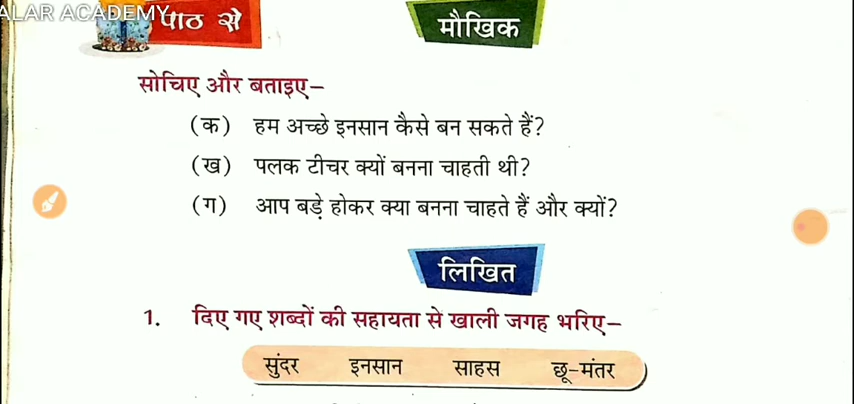 ALAR ACADEMY
पाठ से
मौखिक
सोचिए और बताइए–
(क) हम अच्छे इनसान कैसे बन सकते हैं?
(ख) पलक टीचर क्यों बनना चाहती थी?
(ग) आप बड़े होकर क्या बनना चाहते हैं और क्यों?
लिखित
1. दिए गए शब्दों की सहायता से खाली जगह भरिए–
सुंदर इनसान साहस छू-मंतर